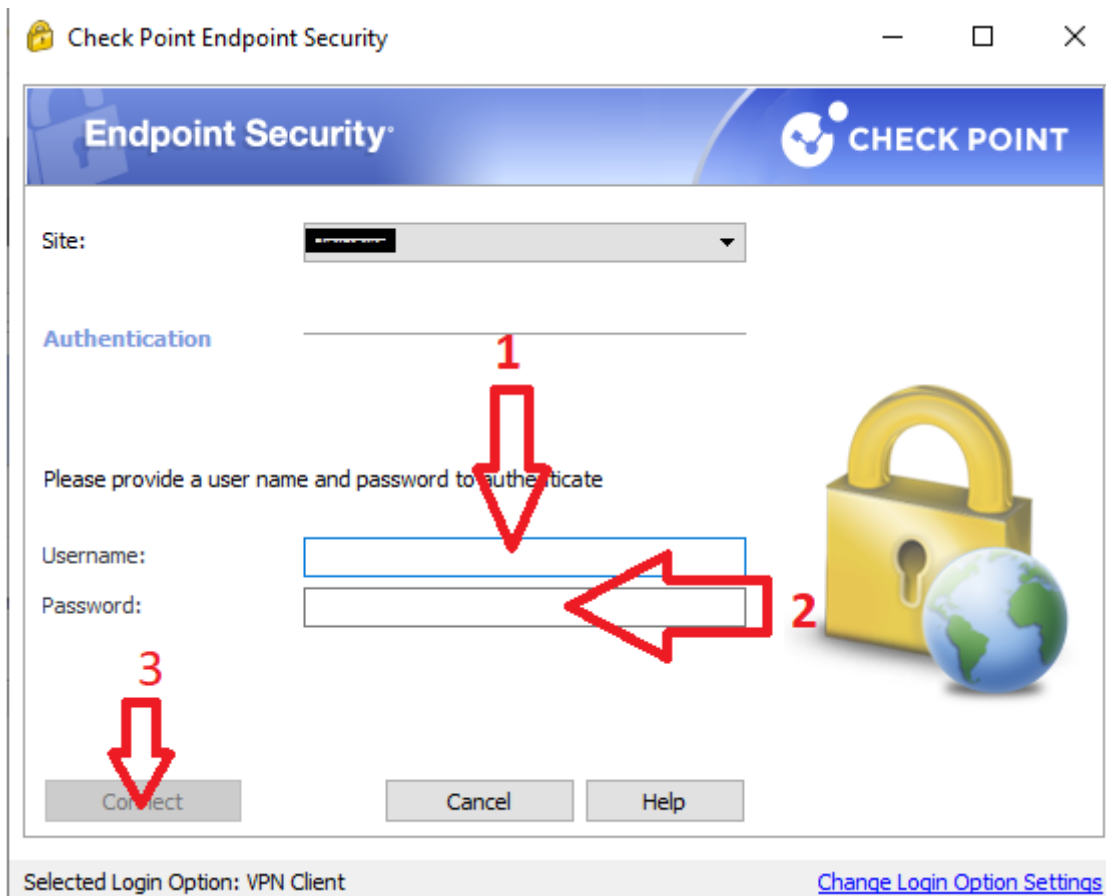 Check Point Endpoint Security
Endpoint Security
CHECK POINT
Site:
Authentication
1
Please provide a user name and password to authenticate
Username:
Password:
2
3
Connect
Cancel
Help
Selected Login Option: VPN Client
Change Login Option Settings